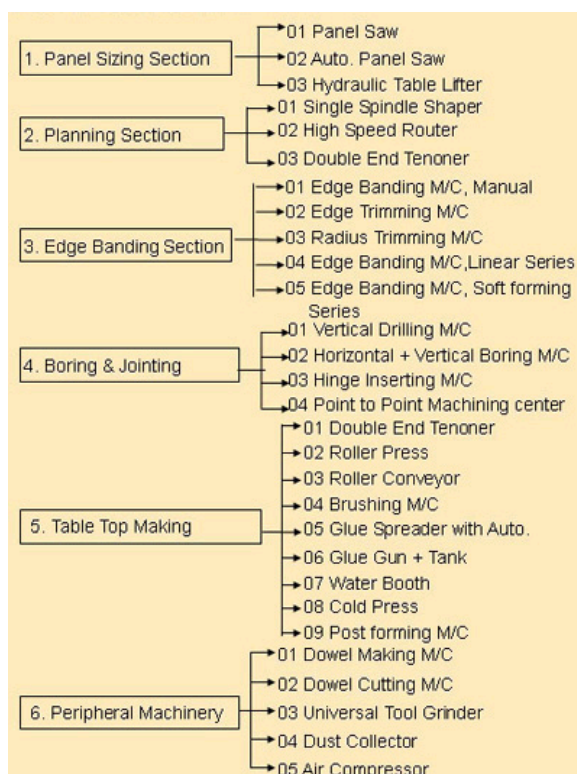 1. Panel Sizing Section
01 Panel Saw
02 Auto. Panel Saw
03 Hydraulic Table Lifter
2. Planning Section
01 Single Spindle Shaper
02 High Speed Router
03 Double End Tenoner
3. Edge Banding Section
01 Edge Banding M/C, Manual
02 Edge Trimming M/C
03 Radius Trimming M/C
04 Edge Banding M/C,Linear Series
05 Edge Banding M/C, Soft forming
Series
4. Boring & Jointing
01 Vertical Drilling M/C
02 Horizontal + Vertical Boring M/C
03 Hinge Inserting M/C
04 Point to Point Machining center
5. Table Top Making
01 Double End Tenoner
02 Roller Press
03 Roller Conveyor
04 Brushing M/C
05 Glue Spreader with Auto.
06 Glue Gun + Tank
07 Water Booth
08 Cold Press
09 Post forming M/C
6. Peripheral Machinery
01 Dowel Making M/C
02 Dowel Cutting M/C
03 Universal Tool Grinder
04 Dust Collector
05 Air Compressor